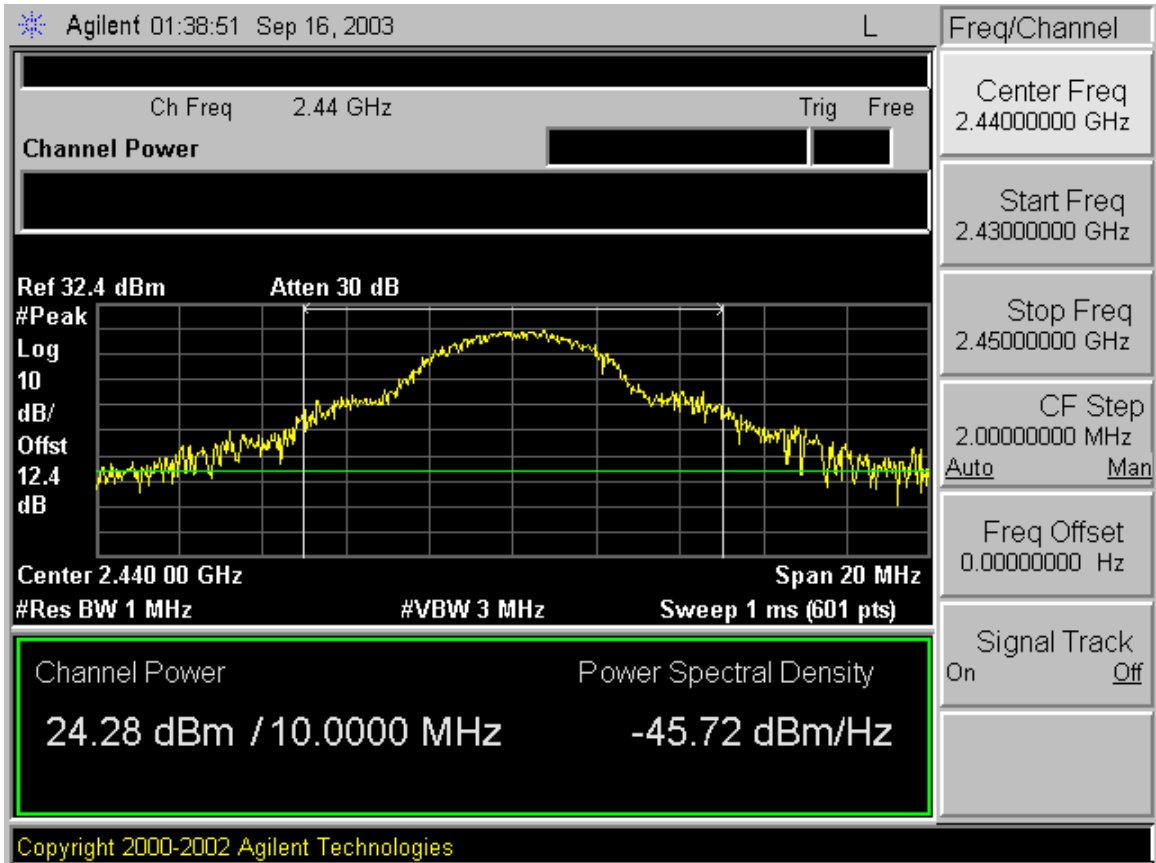 Agilent 01:38:51 Sep 16, 2003 L
Freq/Channel
Ch Freq 2.44 GHz Trig Free
Channel Power
Ref 32.4 dBm Atten 30 dB
#Peak
Log
10
dB/
Offst
12.4
dB
Center 2.440 00 GHz Span 20 MHz
#Res BW 1 MHz #VBW 3 MHz Sweep 1 ms (601 pts)
Channel Power Power Spectral Density
24.28 dBm / 10.0000 MHz -45.72 dBm/Hz
Copyright 2000-2002 Agilent Technologies
Center Freq
2.44000000 GHz
Start Freq
2.43000000 GHz
Stop Freq
2.45000000 GHz
CF Step
2.00000000 MHz
Auto Man
Freq Offset
0.00000000 Hz
Signal Track
On Off